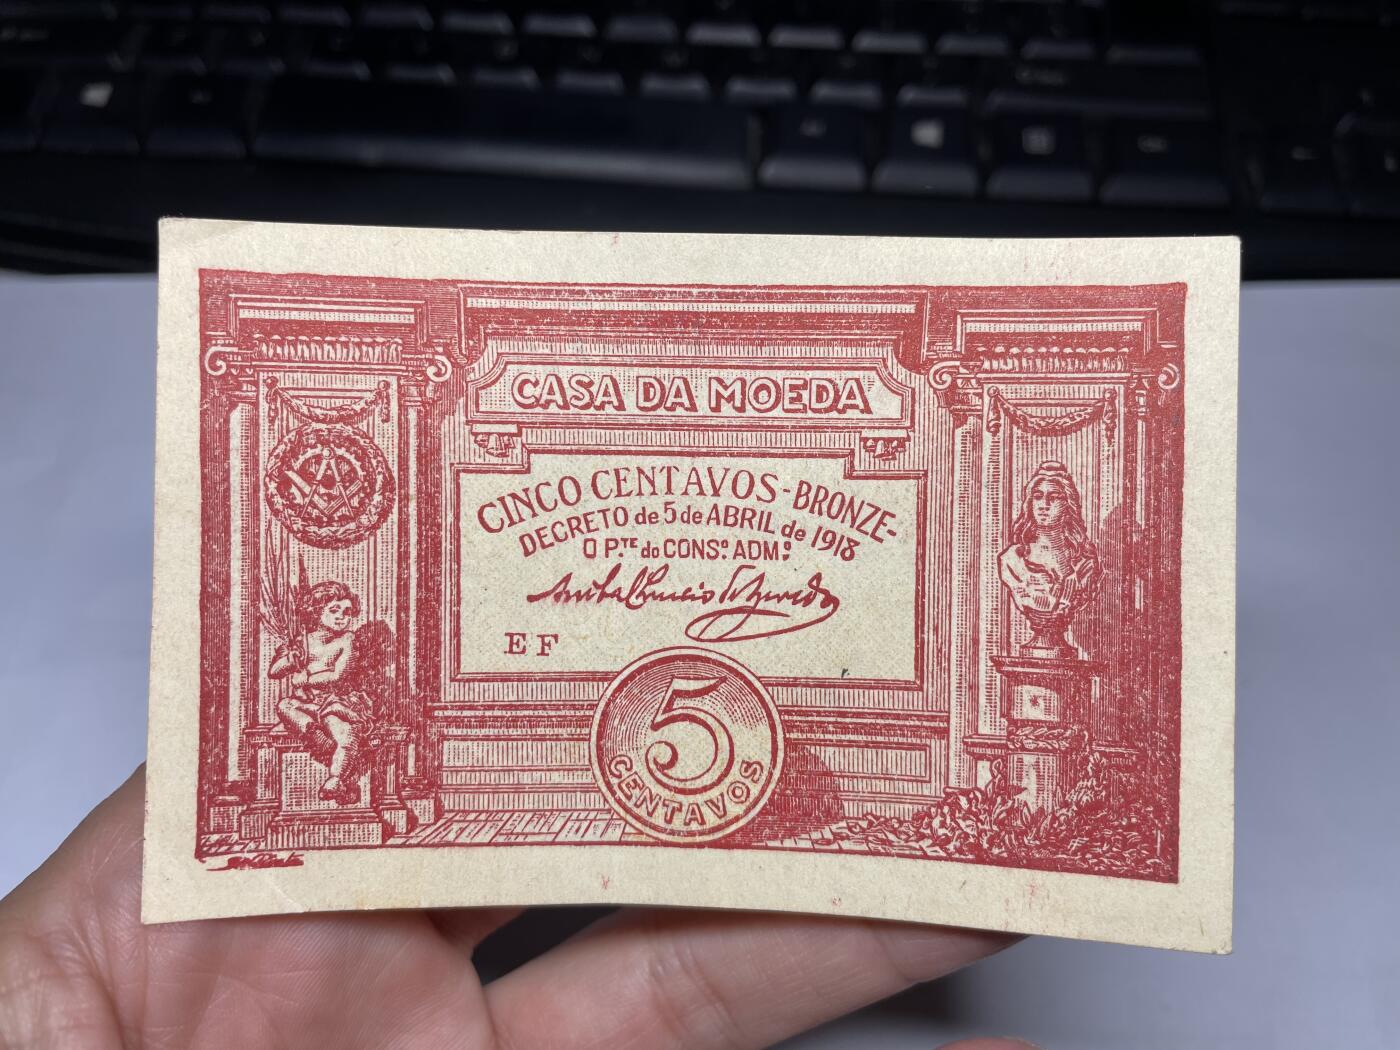 CASA DA MOEDA
CINCO CENTAVOS-BRONZE-
DECRETO de 5 de ABRIL de 1918
O P.TE do CONS.º ADM.º
E F
5
CENTAVOS